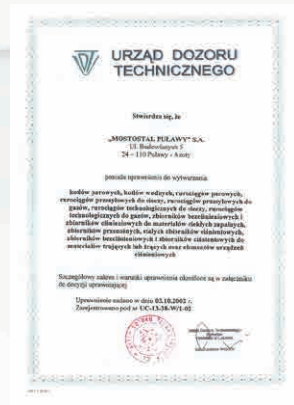 URZĄD DOZORU
TECHNICZNEGO
Stwierdza się, że
„MOSTOSTAL PUŁAWY” S.A.
Ul. Budowlanych 5
24 – 110 Puławy - Azoty
posiada uprawnienia do wytwarzania
kotłów parowych, kotłów wodnych, rurociągów parowych,
rurociągów przesyłowych do cieczy, rurociągów przesyłowych do
gazów, rurociągów technologicznych do cieczy, rurociągów
technologicznych do gazów, zbiorników bezciśnieniowych i
zbiorników ciśnieniowych do materiałów ciekłych zapalnych,
zbiorników przenośnych, stałych zbiorników ciśnieniowych,
zbiorników bezciśnieniowych i zbiorników ciśnieniowych do
materiałów trujących lub żrących oraz elementów urządzeń
ciśnieniowych
Szczegółowy zakres i warunki uprawnienia określone są w załączniku
do decyzji uprawniającej
Uprawnienie nadano w dniu 03.10.2002 r.
Zarejestrowano pod nr UC-13-28-W/1-02